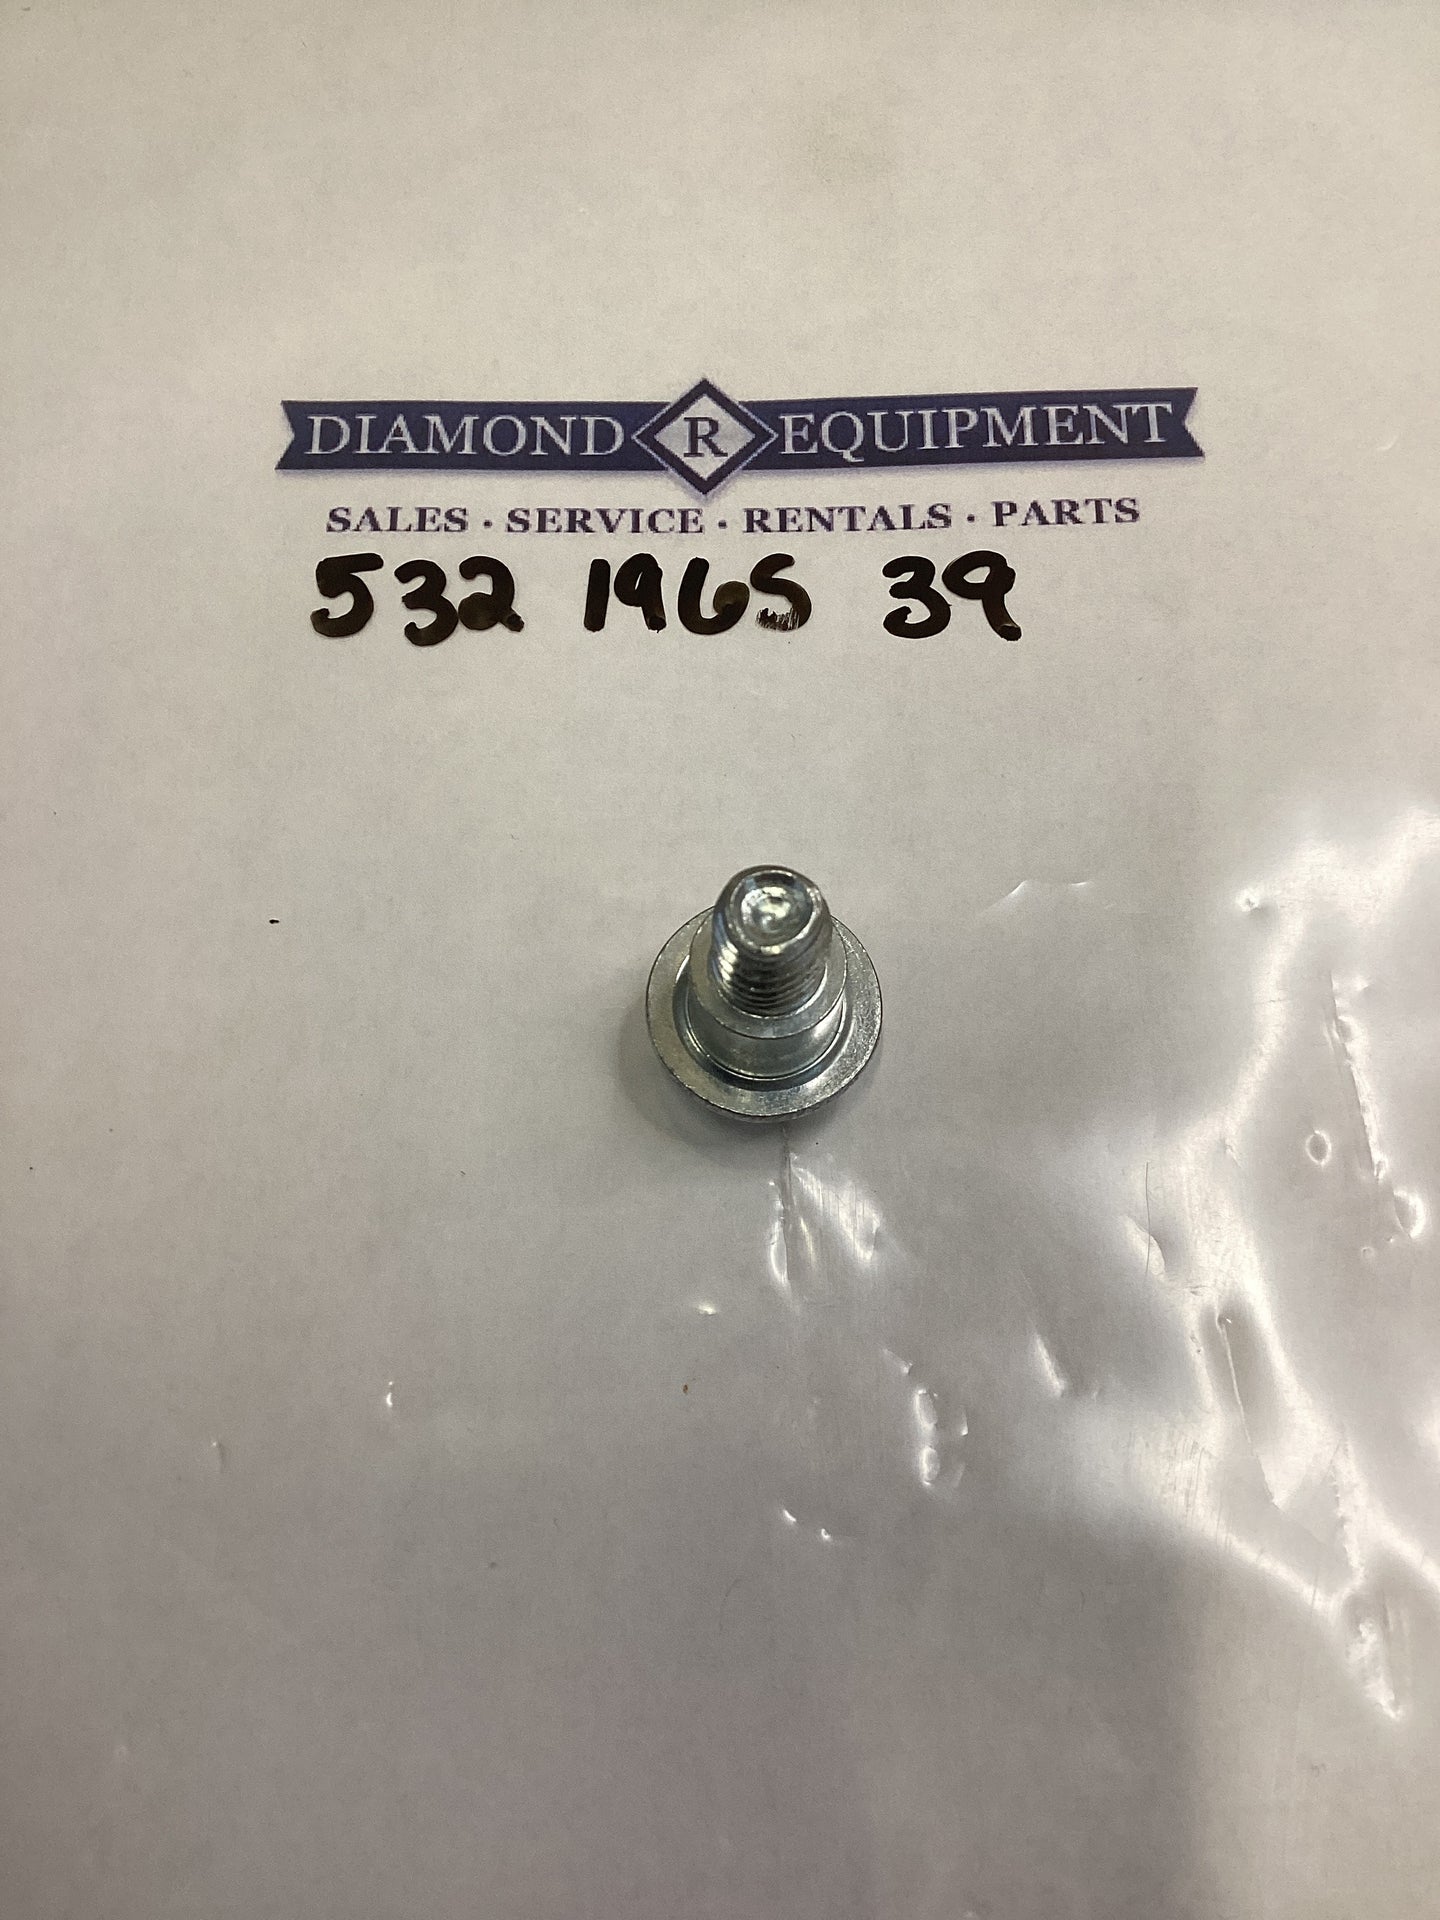 DIAMOND R EQUIPMENT
SALES · SERVICE · RENTALS · PARTS
532 1965 39